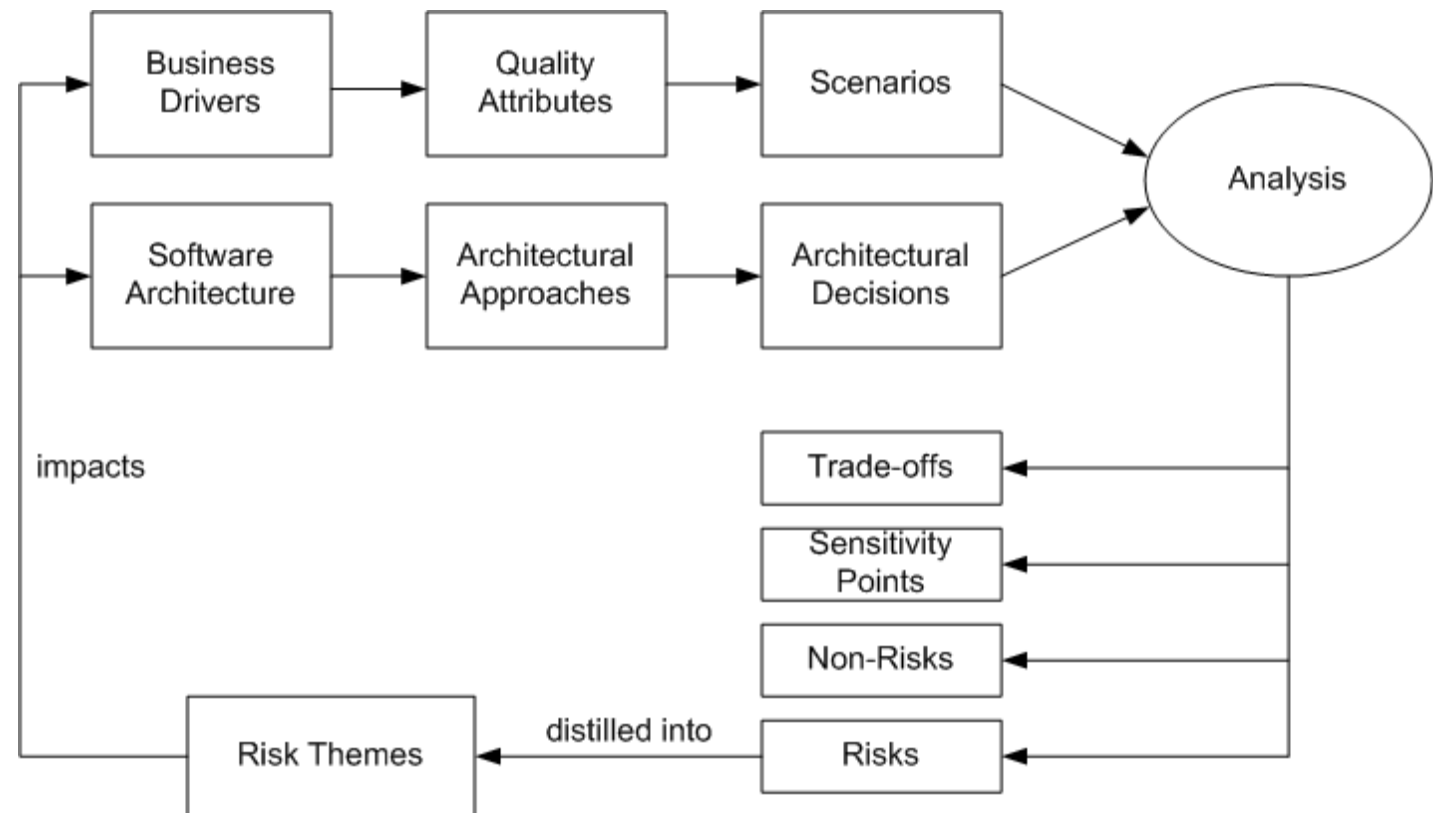 Business
Drivers
Quality
Attributes
Scenarios
Analysis
Software
Architecture
Architectural
Approaches
Architectural
Decisions
impacts
Trade-offs
Sensitivity
Points
Non-Risks
distilled into
Risk Themes
Risks